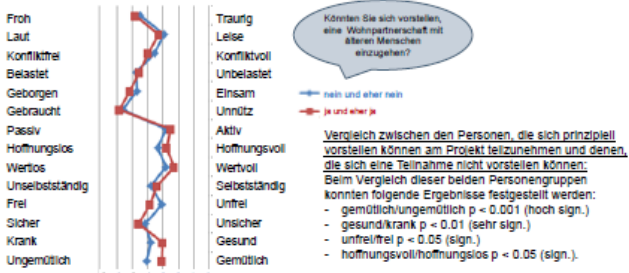 Froh Traurig
Laut Leise
Konfliktfrei Konfliktvoll
Belastet Unbelastet
Geborgen Einsam
Gebraucht Unnütz
Passiv Aktiv
Hoffnungslos Hoffnungsvoll
Wertlos Wertvoll
Unselbstständig Selbstständig
Frei Unfrei
Sicher Unsicher
Krank Gesund
Ungemütlich Gemütlich
Könnten Sie sich vorstellen,
eine Wohnpartnerschaft mit
älteren Menschen
einzugehen?
nein und eher nein
ja und eher ja
Vergleich zwischen den Personen, die sich prinzipiell
vorstellen können am Projekt teilzunehmen und denen,
die sich eine Teilnahme nicht vorstellen können:
Beim Vergleich dieser beiden Personengruppen
konnten folgende Ergebnisse festgestellt werden:
- gemütlich/ungemütlich p < 0.001 (hoch sign.)
- gesund/krank p < 0.01 (sehr sign.)
- unfrei/frei p < 0.05 (sign.)
- hoffnungsvoll/hoffnungslos p < 0.05 (sign.).